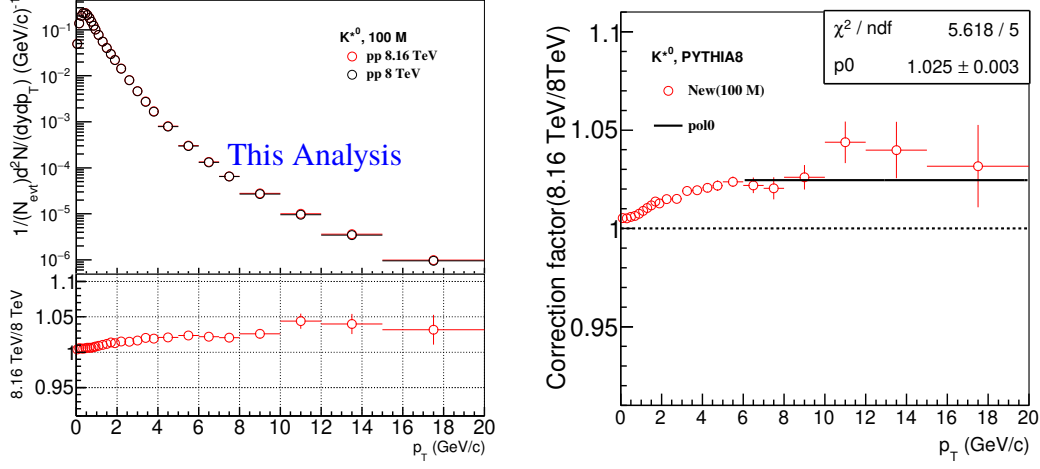 1/(N_evt)d²N/(dydp_T) (GeV/c)⁻¹
10⁻¹
10⁻²
10⁻³
10⁻⁴
10⁻⁵
10⁻⁶
K*⁰, 100 M
pp 8.16 TeV
pp 8 TeV
This Analysis
8.16 TeV/8 TeV
1.1
1.05
1
0.95
0 2 4 6 8 10 12 14 16 18 20
p_T (GeV/c)
Correction factor(8.16 TeV/8TeV)
1.1
1.05
1
0.95
χ² / ndf 5.618 / 5
p0 1.025 ± 0.003
K*⁰, PYTHIA8
New(100 M)
pol0
0 2 4 6 8 10 12 14 16 18 20
p_T (GeV/c)